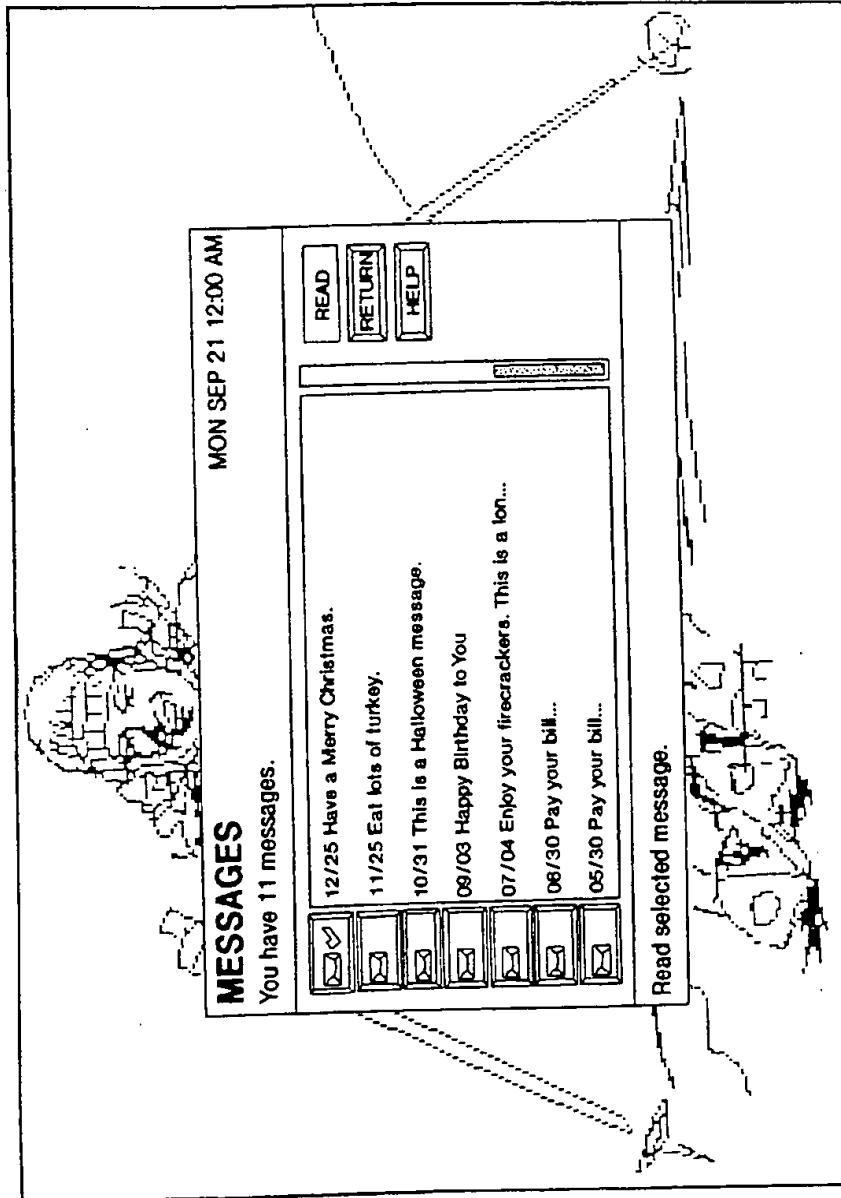 MESSAGES
MON SEP 21 12:00 AM
You have 11 messages.
12/25 Have a Merry Christmas.
11/25 Eat lots of turkey.
10/31 This is a Halloween message.
09/03 Happy Birthday to You
07/04 Enjoy your firecrackers. This is a lon...
06/30 Pay your bill...
05/30 Pay your bill...
READ
RETURN
HELP
Read selected message.